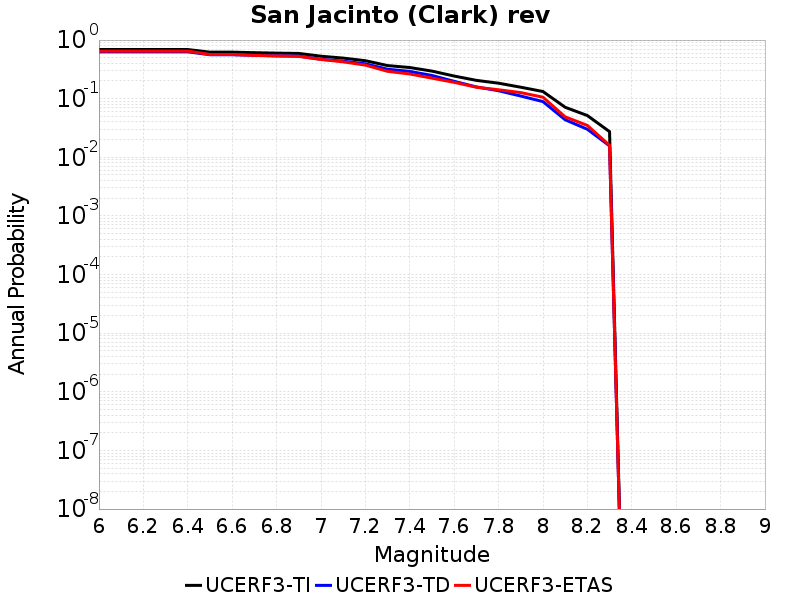 San Jacinto (Clark) rev
10^0
10^-1
10^-2
10^-3
10^-4
10^-5
10^-6
10^-7
10^-8
Annual Probability
6 6.2 6.4 6.6 6.8 7 7.2 7.4 7.6 7.8 8 8.2 8.4 8.6 8.8 9
Magnitude
UCERF3-TI UCERF3-TD UCERF3-ETAS